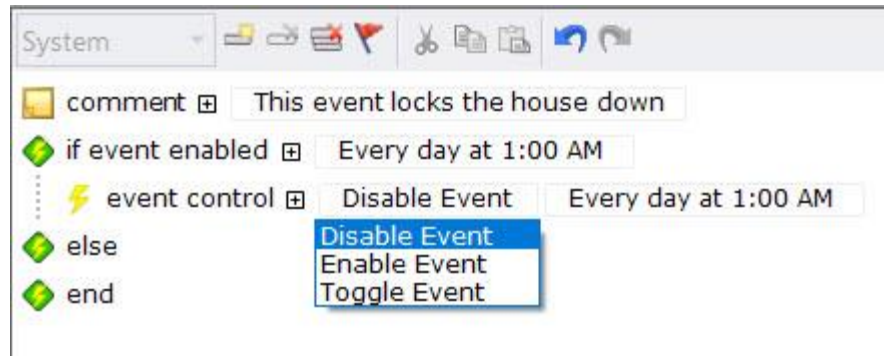 System
comment This event locks the house down
if event enabled Every day at 1:00 AM
event control Disable Event Every day at 1:00 AM
else
Disable Event
Enable Event
end
Toggle Event